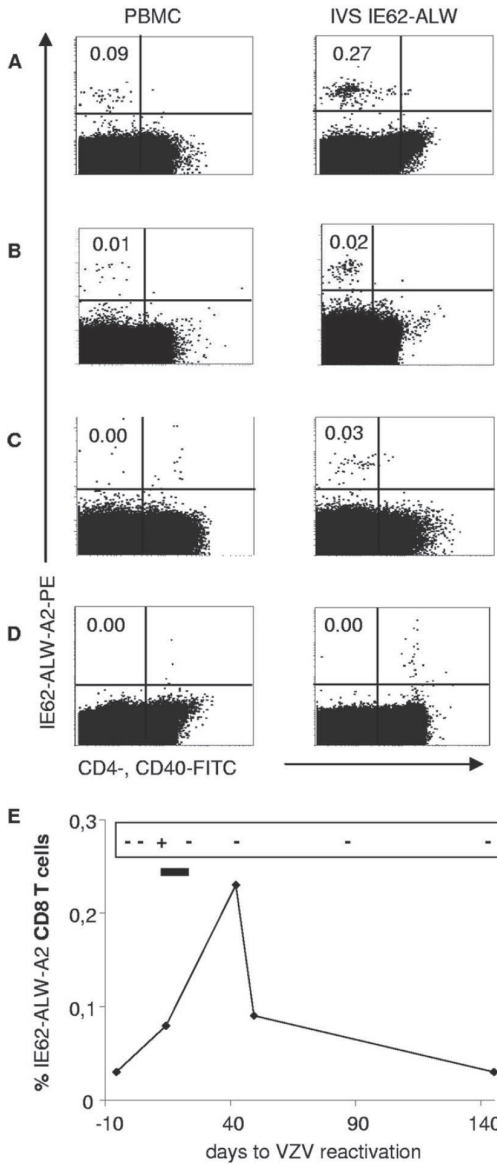 PBMC
IVS IE62-ALW
A
0.09
0.27
B
0.01
0.02
C
0.00
0.03
D
0.00
0.00
IE62-ALW-A2-PE
CD4-, CD40-FITC
E
- - + - - - -
0,3
0,2
0,1
0
% IE62-ALW-A2 CD8 T cells
-10 40 90 140
days to VZV reactivation